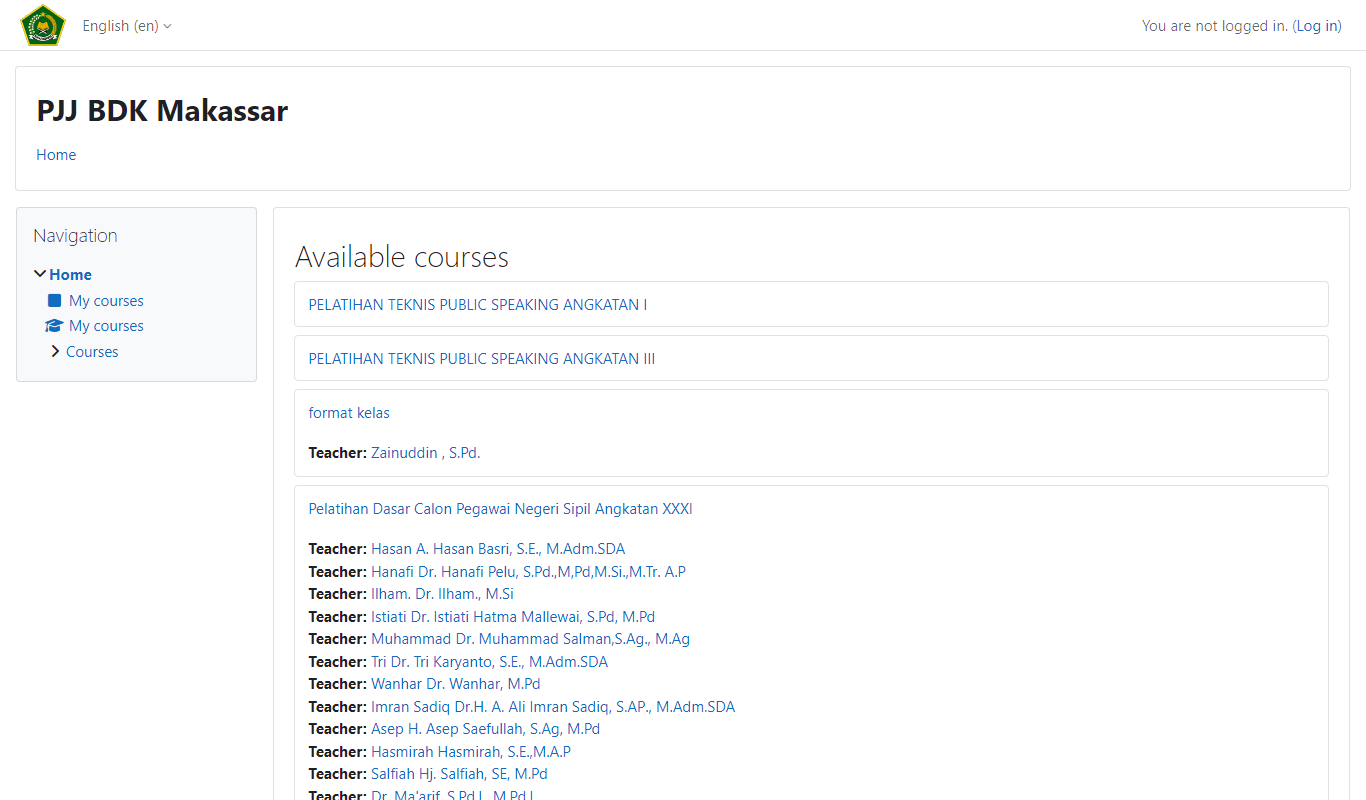 English (en)
You are not logged in. (Log in)
PJJ BDK Makassar
Home
Navigation
Home
My courses
My courses
Courses
Available courses
PELATIHAN TEKNIS PUBLIC SPEAKING ANGKATAN I
PELATIHAN TEKNIS PUBLIC SPEAKING ANGKATAN III
format kelas
Teacher: Zainuddin , S.Pd.
Pelatihan Dasar Calon Pegawai Negeri Sipil Angkatan XXXI
Teacher: Hasan A. Hasan Basri, S.E., M.Adm.SDA
Teacher: Hanafi Dr. Hanafi Pelu, S.Pd.,M,Pd,M.Si.,M.Tr. A.P
Teacher: Ilham. Dr. Ilham., M.Si
Teacher: Istiati Dr. Istiati Hatma Mallewai, S.Pd, M.Pd
Teacher: Muhammad Dr. Muhammad Salman,S.Ag., M.Ag
Teacher: Tri Dr. Tri Karyanto, S.E., M.Adm.SDA
Teacher: Wanhar Dr. Wanhar, M.Pd
Teacher: Imran Sadiq Dr.H. A. Ali Imran Sadiq, S.AP., M.Adm.SDA
Teacher: Asep H. Asep Saefullah, S.Ag, M.Pd
Teacher: Hasmirah Hasmirah, S.E.,M.A.P
Teacher: Salfiah Hj. Salfiah, SE, M.Pd
Teacher: Dr. Ma'arif, S.Pd.I., M.Pd.I